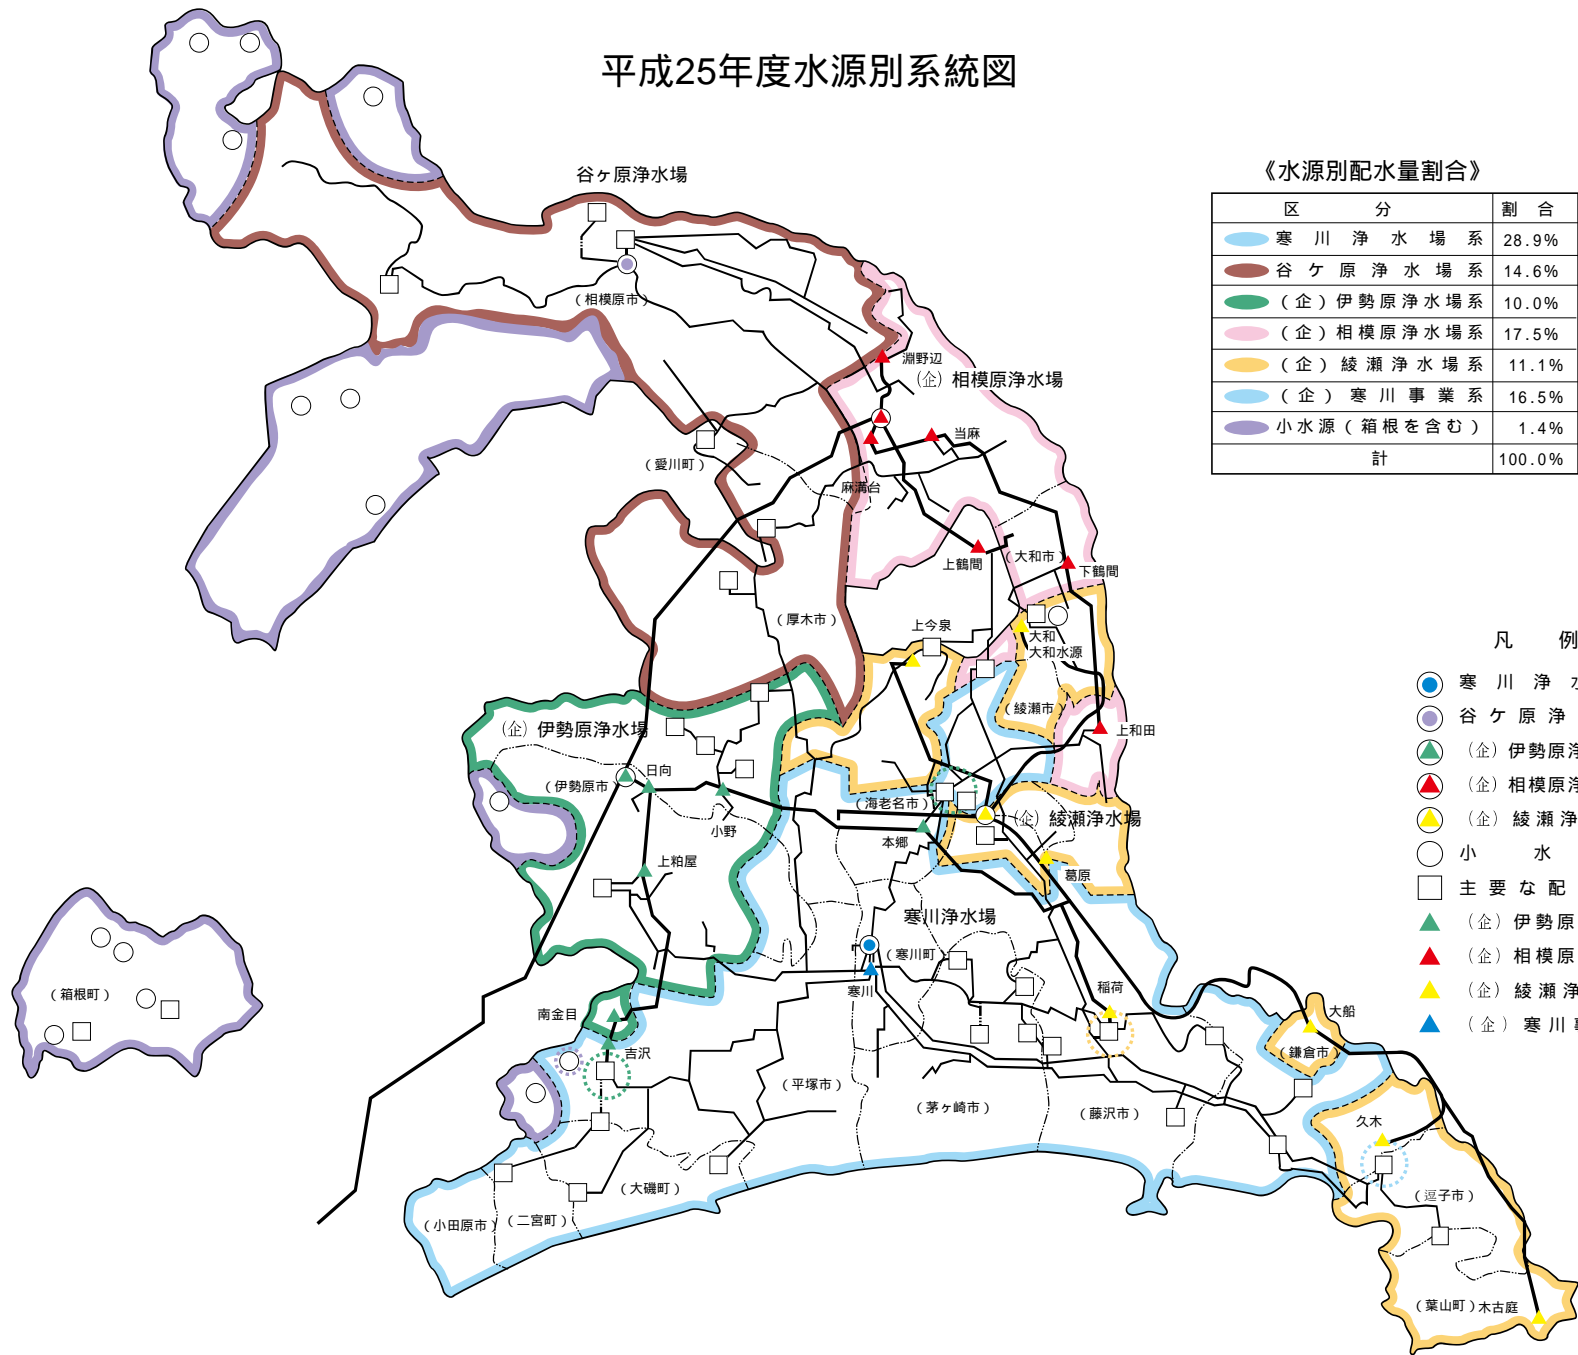 平成25年度水源別系統図
《水源別配水量割合》
区 分 割 合
寒川浄水場系 28.9%
谷ケ原浄水場系 14.6%
(企)伊勢原浄水場系 10.0%
(企)相模原浄水場系 17.5%
(企)綾瀬浄水場系 11.1%
(企)寒川事業系 16.5%
小水源(箱根を含む) 1.4%
計 100.0%
谷ヶ原浄水場
(相模原市)
淵野辺
(企)相模原浄水場
当麻
(愛川町)
麻溝台
上鶴間
(大和市)
下鶴間
(厚木市)
上今泉
大和
大和水源
(綾瀬市)
上和田
(企)伊勢原浄水場
日向
(伊勢原市)
小野
(海老名市)
(企)綾瀬浄水場
本郷
葛原
上粕屋
寒川浄水場
(寒川町)
寒川
稲荷
南金目
吉沢
大船
(鎌倉市)
(箱根町)
(平塚市)
(茅ヶ崎市)
(藤沢市)
久木
(逗子市)
(大磯町)
(小田原市)
(二宮町)
(葉山町)
木古庭
凡 例
寒川浄水
谷ケ原浄
(企)伊勢原浄
(企)相模原浄
(企)綾瀬浄
小 水
主要な配
(企)伊勢原
(企)相模原
(企)綾瀬浄
(企)寒川事